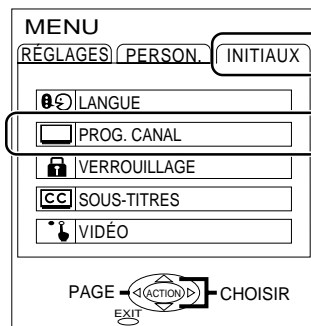 MENU
RÉGLAGES PERSON. INITIAUX
LANGUE
PROG. CANAL
VERROUILLAGE
CC SOUS-TITRES
VIDÉO
PAGE ACTION CHOISIR
EXIT